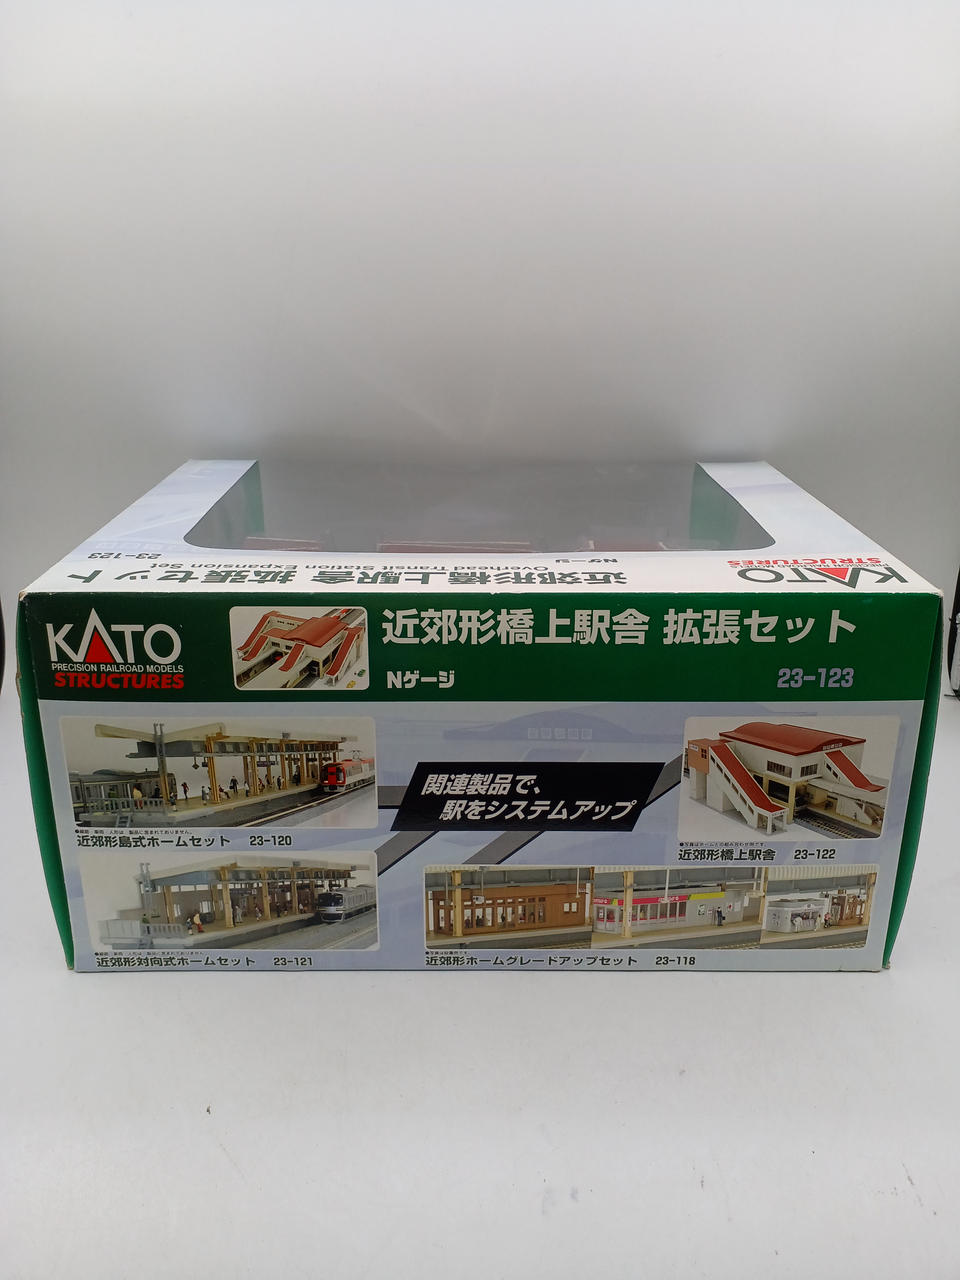 近郊形橋上駅舎 拡張セット
Overhead Transit Station Expansion Set
Nゲージ
23-123
KATO
PRECISION RAILROAD MODELS
STRUCTURES
KATO
PRECISION RAILROAD MODELS
STRUCTURES
近郊形橋上駅舎 拡張セット
Nゲージ
23-123
関連製品で、
駅をシステムアップ
近郊形島式ホームセット 23-120
近郊形橋上駅舎 23-122
近郊形対向式ホームセット 23-121
近郊形ホームグレードアップセット 23-118